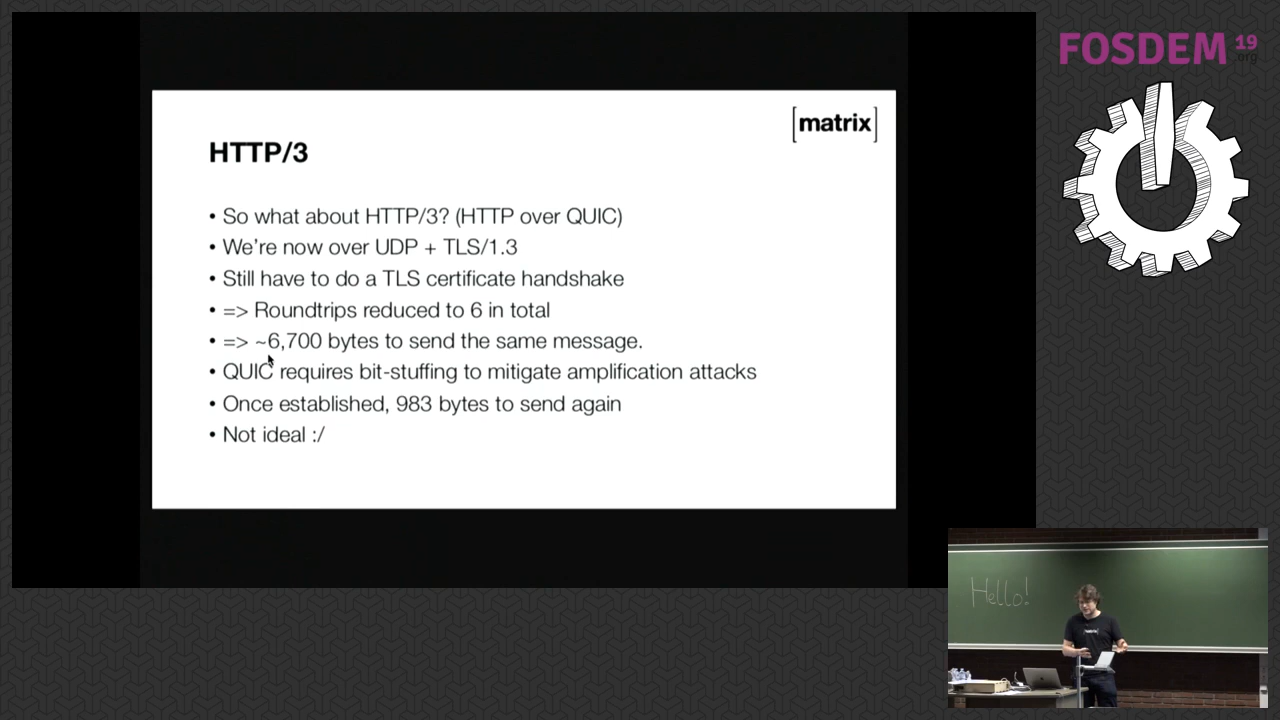 FOSDEM 19
.org
[matrix]
HTTP/3
• So what about HTTP/3? (HTTP over QUIC)
• We're now over UDP + TLS/1.3
• Still have to do a TLS certificate handshake
• => Roundtrips reduced to 6 in total
• => ~6,700 bytes to send the same message.
• QUIC requires bit-stuffing to mitigate amplification attacks
• Once established, 983 bytes to send again
• Not ideal :/
Hello!
[matrix]